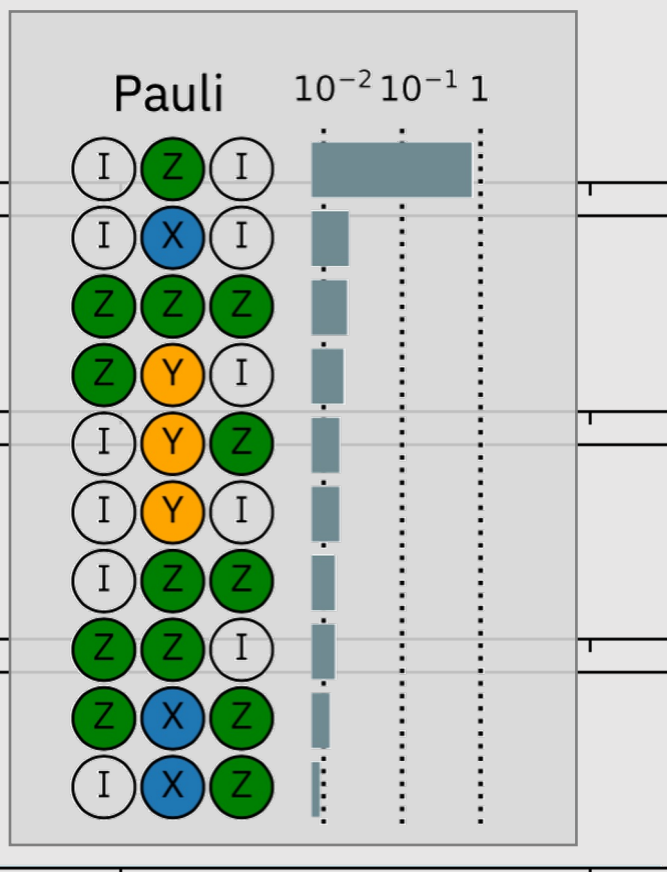 Pauli 10⁻² 10⁻¹ 1
I Z I
I X I
Z Z Z
Z Y I
I Y Z
I Y I
I Z Z
Z Z I
Z X Z
I X Z